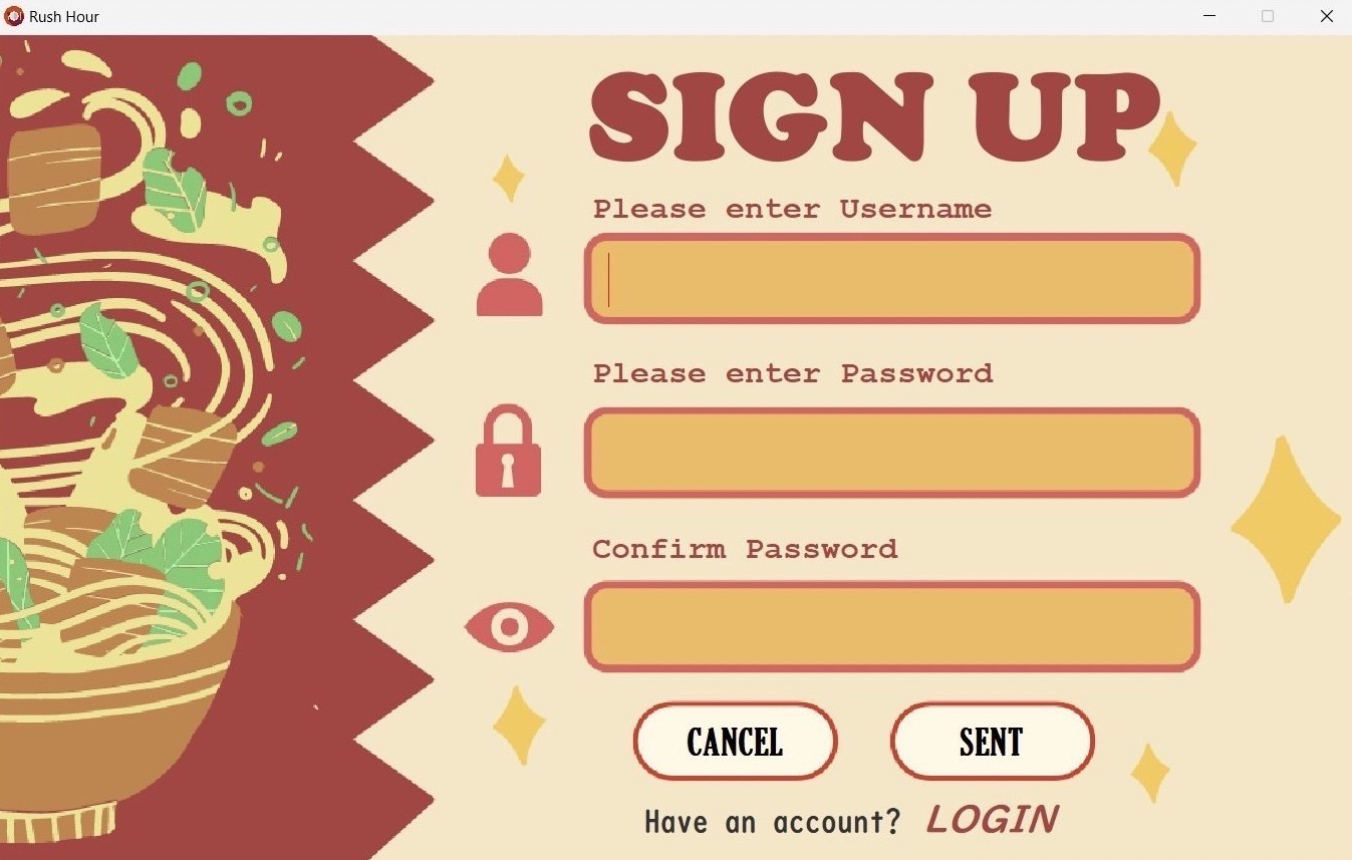 Rush Hour
SIGN UP
Please enter Username
Please enter Password
Confirm Password
CANCEL SENT
Have an account? LOGIN